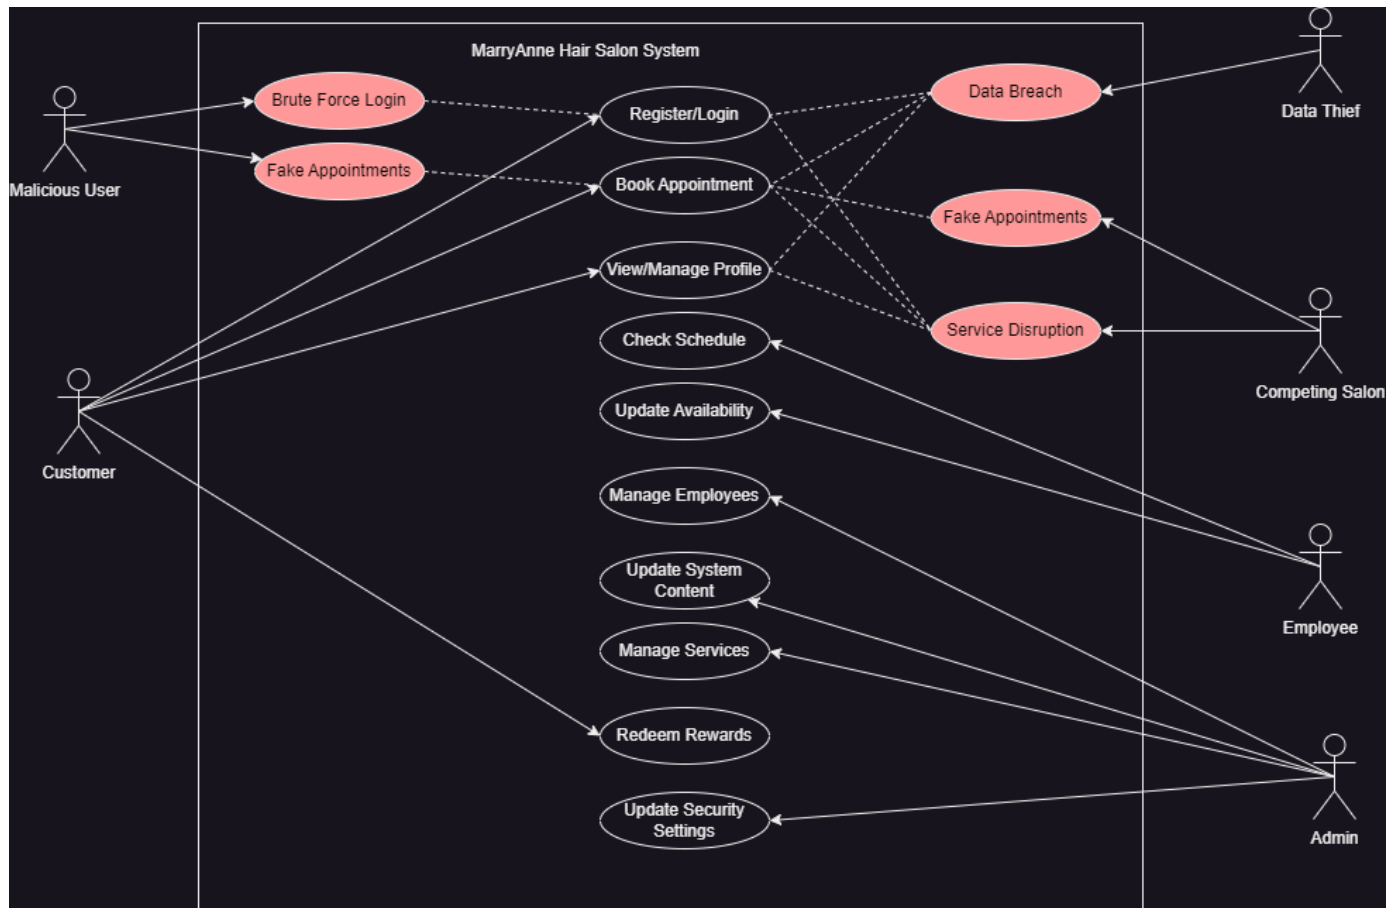 MarryAnne Hair Salon System
Brute Force Login
Register/Login
Data Breach
Data Thief
Malicious User
Fake Appointments
Book Appointment
Fake Appointments
View/Manage Profile
Service Disruption
Check Schedule
Competing Salon
Update Availability
Customer
Manage Employees
Update System
Content
Employee
Manage Services
Redeem Rewards
Update Security
Settings
Admin